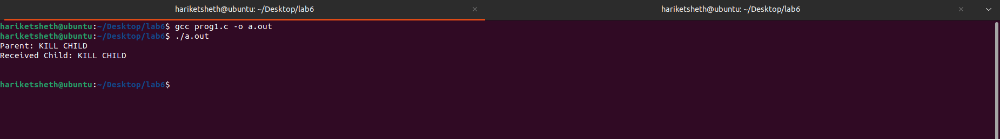 hariketsheth@ubuntu: ~/Desktop/lab6
hariketsheth@ubuntu: ~/Desktop/lab6
hariketsheth@ubuntu:~/Desktop/lab6$ gcc prog1.c -o a.out
hariketsheth@ubuntu:~/Desktop/lab6$ ./a.out
Parent: KILL CHILD
Received Child: KILL CHILD
hariketsheth@ubuntu:~/Desktop/lab6$